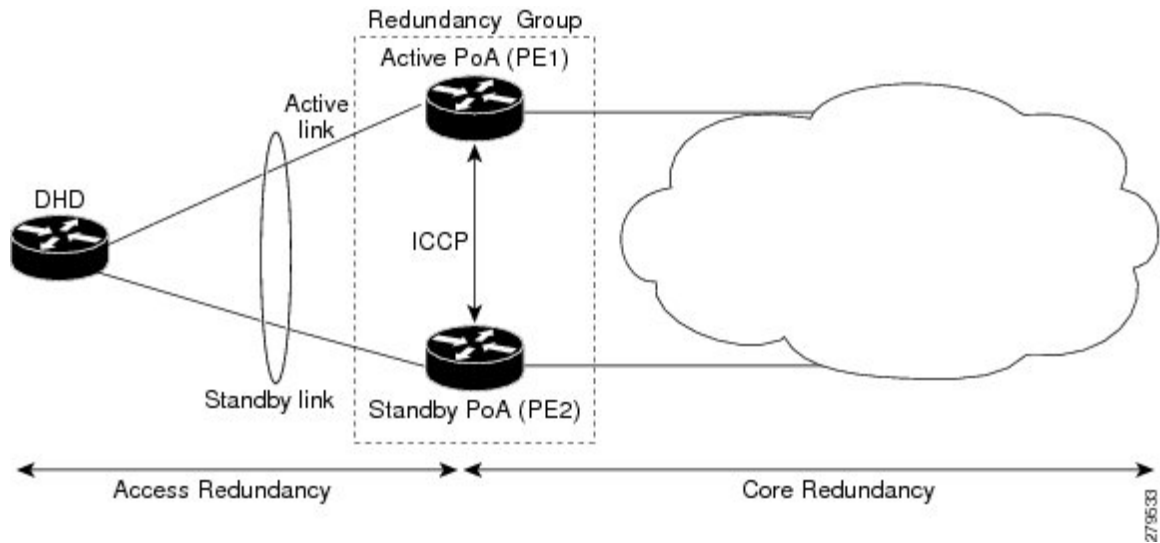 Redundancy Group
Active PoA (PE1)
Active
link
DHD
ICCP
Standby link
Standby PoA (PE2)
Access Redundancy
Core Redundancy
279533